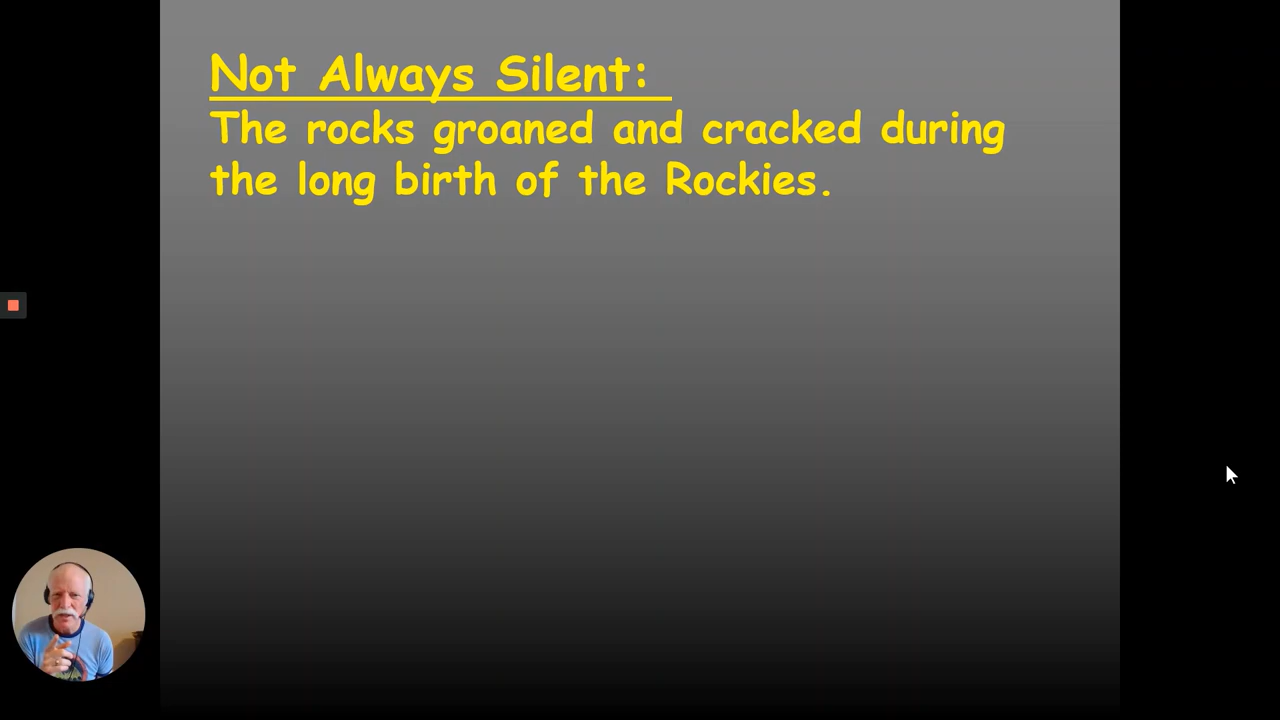 Not Always Silent:
The rocks groaned and cracked during
the long birth of the Rockies.